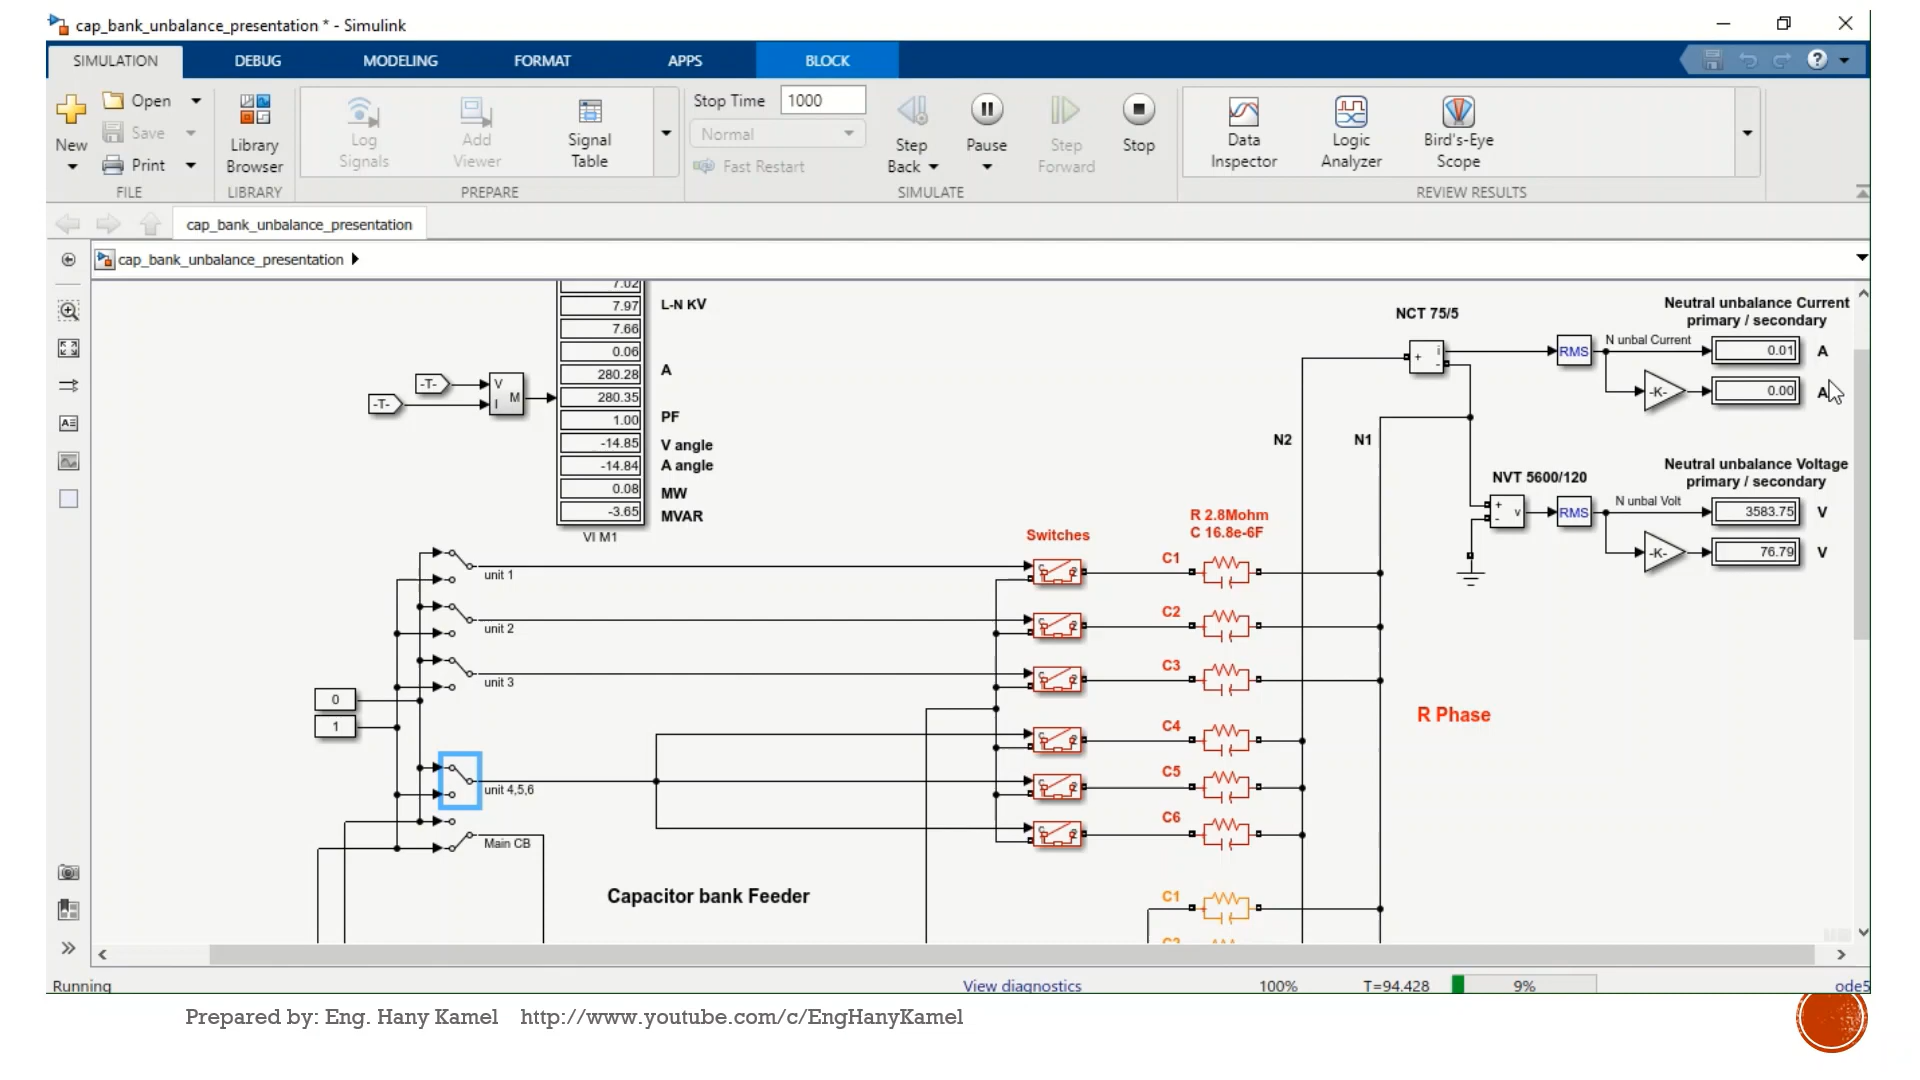 cap_bank_unbalance_presentation * - Simulink
SIMULATION DEBUG MODELING FORMAT APPS BLOCK
New Open Save Print
FILE
Library Browser
LIBRARY
Log Signals
Add Viewer
Signal Table
PREPARE
Stop Time 1000
Normal
Fast Restart
Step Back
Pause
Step Forward
Stop
SIMULATE
Data Inspector
Logic Analyzer
Bird's-Eye Scope
REVIEW RESULTS
cap_bank_unbalance_presentation
cap_bank_unbalance_presentation
7.02
7.97 L-N KV
7.66
0.06
280.28 A
280.35
1.00 PF
-14.85 V angle
-14.84 A angle
0.08 MW
-3.65 MVAR
VI M1
-T-
-T-
V
I
M
NCT 75/5
Neutral unbalance Current
primary / secondary
N unbal Current
RMS
0.01 A
-K-
0.00 A
N2 N1
NVT 5600/120
Neutral unbalance Voltage
primary / secondary
N unbal Volt
RMS
3583.75 V
-K-
76.79 V
R 2.8Mohm
C 16.8e-6F
Switches
C1
C2
C3
C4
C5
C6
R Phase
unit 1
unit 2
unit 3
0
1
unit 4,5,6
Main CB
Capacitor bank Feeder
C1
Running View diagnostics 100% T=94.428 9% ode5
Prepared by: Eng. Hany Kamel http://www.youtube.com/c/EngHanyKamel